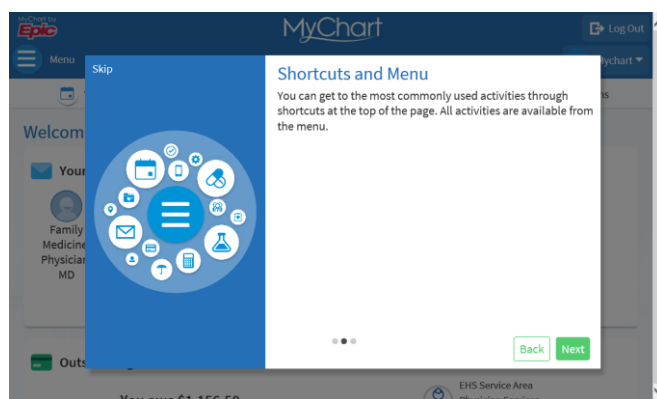 MyChart by
Epic
MyChart
Log Out
Menu
Mychart
Skip
Shortcuts and Menu
You can get to the most commonly used activities through
shortcuts at the top of the page. All activities are available from
the menu.
Welcom
Your
Family
Medicine
Physician
MD
Back
Next
Outs
You owe $1,156.50
EHS Service Area
Physician Services